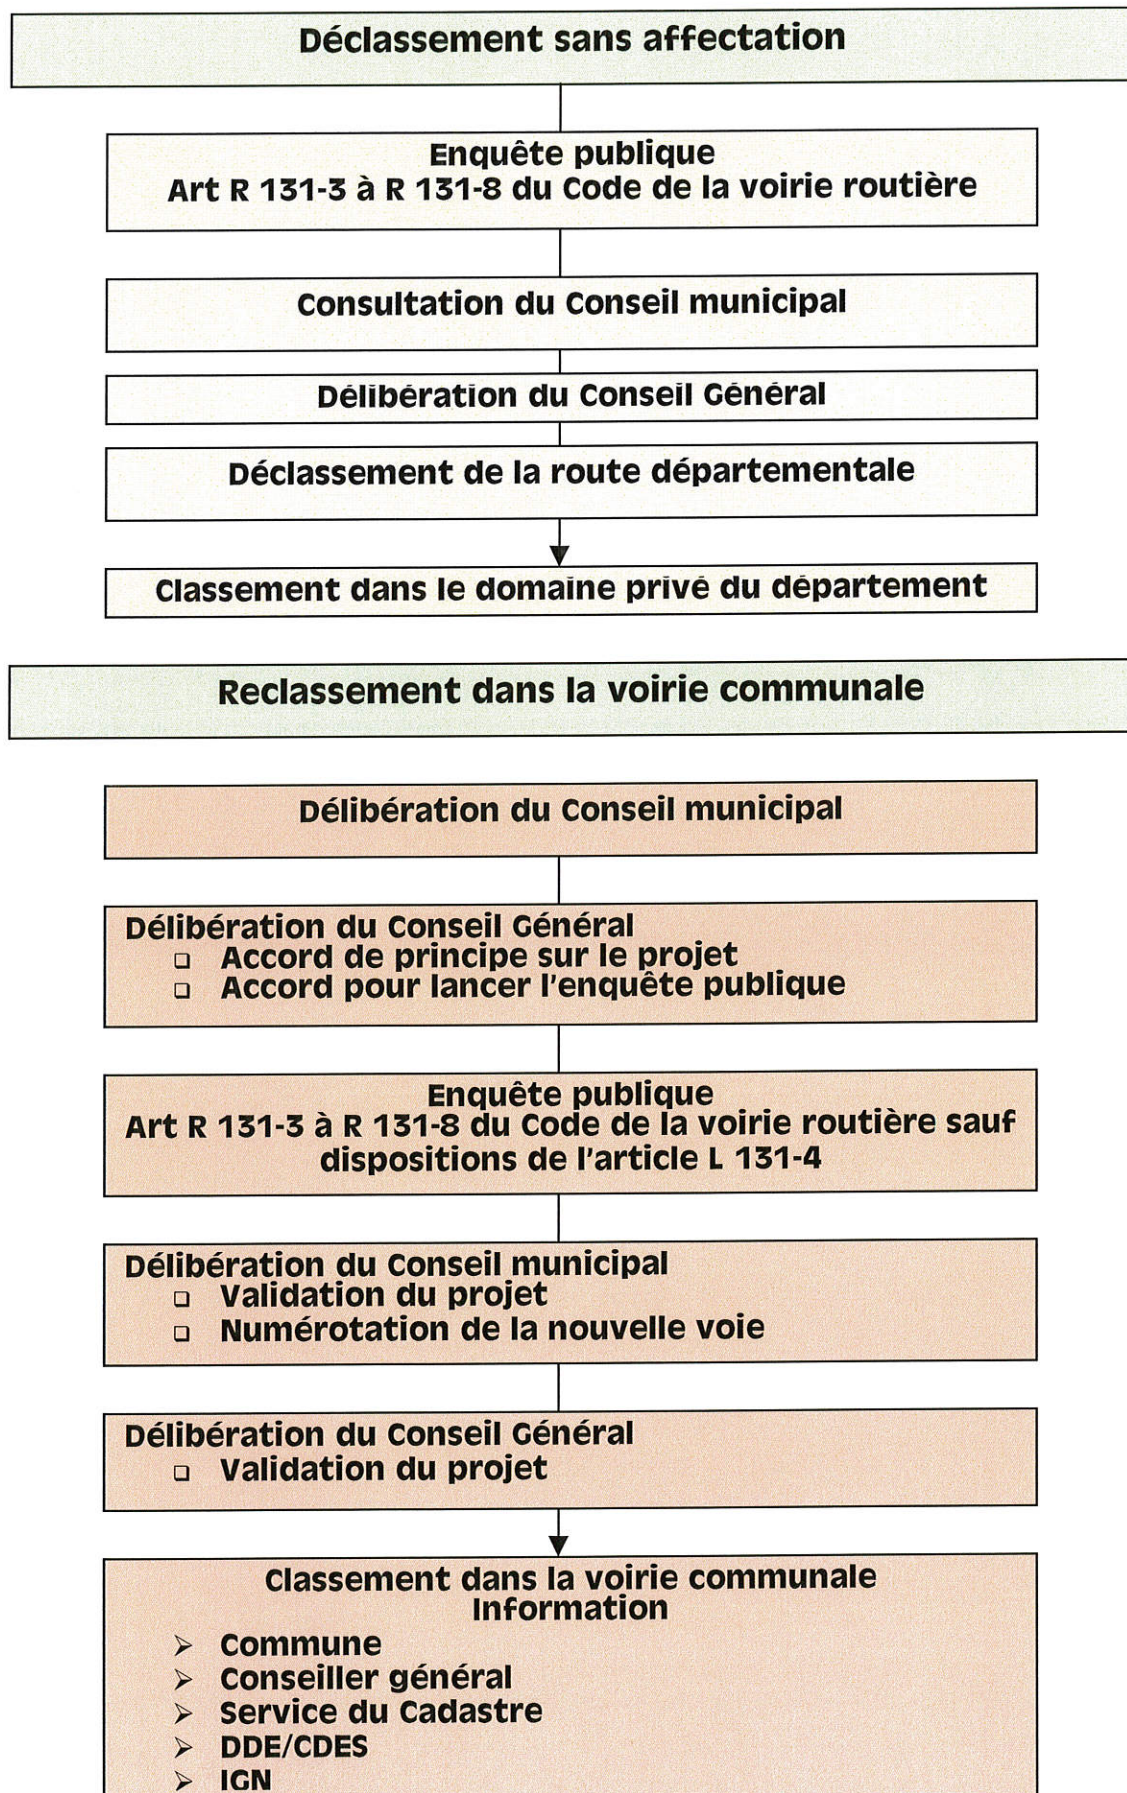 Déclassement sans affectation
Enquête publique
Art R 131-3 à R 131-8 du Code de la voirie routière
Consultation du Conseil municipal
Délibération du Conseil Général
Déclassement de la route départementale
Classement dans le domaine privé du département
Reclassement dans la voirie communale
Délibération du Conseil municipal
Délibération du Conseil Général
❑ Accord de principe sur le projet
❑ Accord pour lancer l'enquête publique
Enquête publique
Art R 131-3 à R 131-8 du Code de la voirie routière sauf
dispositions de l'article L 131-4
Délibération du Conseil municipal
❑ Validation du projet
❑ Numérotation de la nouvelle voie
Délibération du Conseil Général
❑ Validation du projet
Classement dans la voirie communale
Information
➢ Commune
➢ Conseiller général
➢ Service du Cadastre
➢ DDE/CDES
➢ IGN